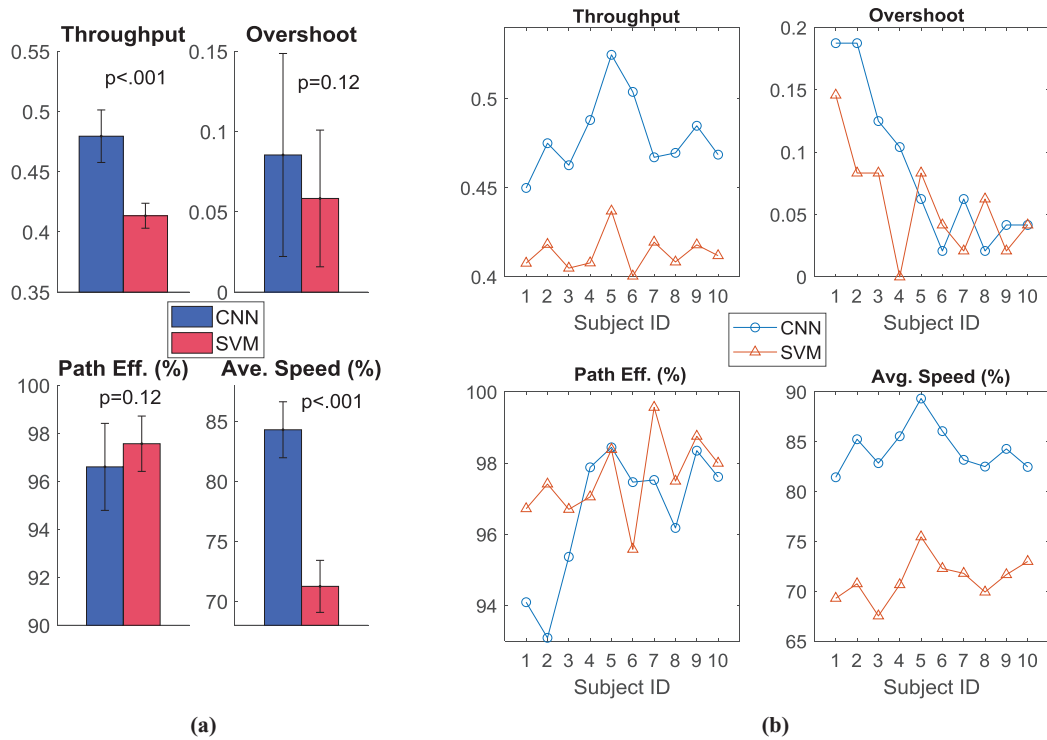 Throughput
0.55
0.5
0.45
0.4
0.35
p<.001
Overshoot
0.15
0.1
0.05
0
p=0.12
CNN
SVM
Path Eff. (%)
100
98
96
94
92
90
p=0.12
Ave. Speed (%)
85
80
75
70
p<.001
(a)
Throughput
0.5
0.45
0.4
1 2 3 4 5 6 7 8 9 10
Subject ID
Overshoot
0.2
0.15
0.1
0.05
0
1 2 3 4 5 6 7 8 9 10
Subject ID
CNN
SVM
Path Eff. (%)
100
98
96
94
1 2 3 4 5 6 7 8 9 10
Subject ID
Avg. Speed (%)
90
85
80
75
70
65
1 2 3 4 5 6 7 8 9 10
Subject ID
(b)